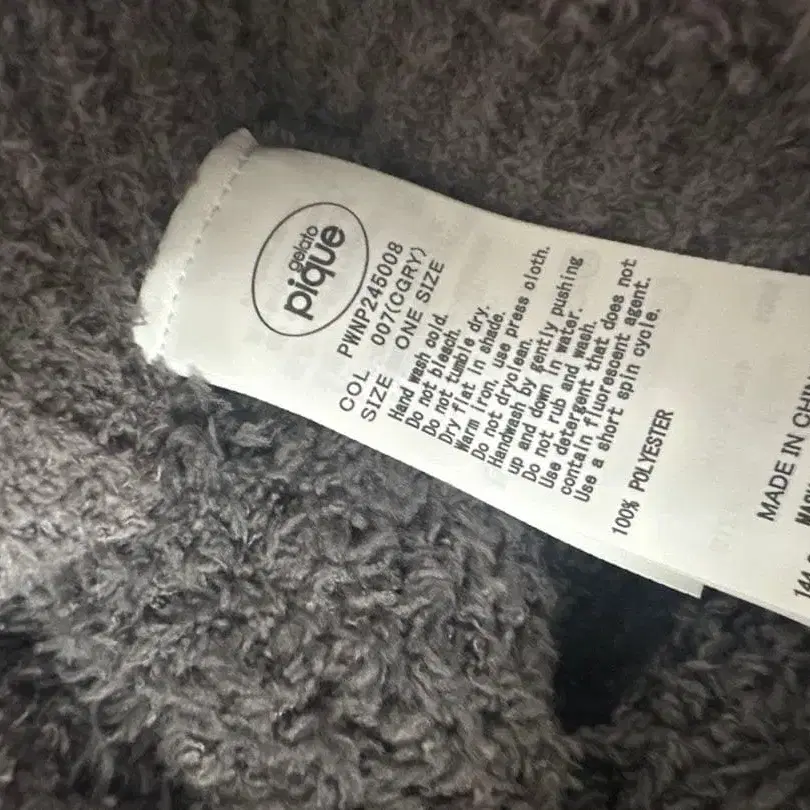 gelato
pique
PWNP245008
COL 007(CGRY)
SIZE ONE SIZE
Hand wash cold.
Do not bleach.
Do not tumble dry.
Dry flat in shade.
Warm iron, use press cloth.
Do not dryclean.
Handwash by gently pushing
up and down in water.
Do not rub and wash.
Use detergent that does not
contain fluorescent agent.
Use a short spin cycle.
100% POLYESTER
MADE IN